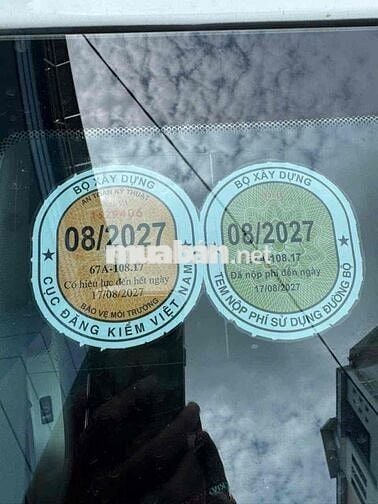 BỘ XÂY DỰNG
AN TOÀN KỸ THUẬT
VÀ
1529406
08/2027
67A-108.17
Có hiệu lực đến hết ngày
17/08/2027
BẢO VỆ MÔI TRƯỜNG
CỤC ĐĂNG KIỂM VIỆT NAM
BỘ XÂY DỰNG
08/2027
108.17
Đã nộp phí đến ngày
17/08/2027
TEM NỘP PHÍ SỬ DỤNG ĐƯỜNG BỘ
muaban.net